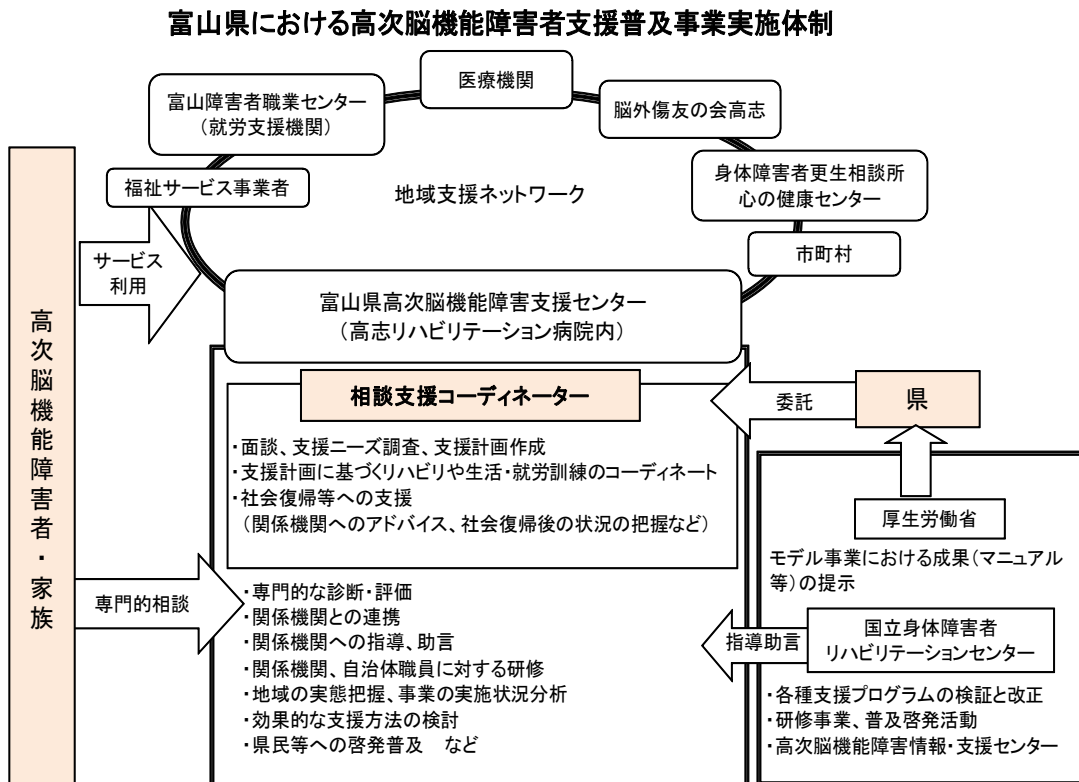 富山県における高次脳機能障害者支援普及事業実施体制
医療機関
富山障害者職業センター
（就労支援機関）
脳外傷友の会高志
福祉サービス事業者
地域支援ネットワーク
身体障害者更生相談所
心の健康センター
市町村
サービス
利用
高次脳機能障害者・家族
富山県高次脳機能障害支援センター
（高志リハビリテーション病院内）
相談支援コーディネーター
委託
県
・面談、支援ニーズ調査、支援計画作成
・支援計画に基づくリハビリや生活・就労訓練のコーディネート
・社会復帰等への支援
（関係機関へのアドバイス、社会復帰後の状況の把握など）
厚生労働省
モデル事業における成果（マニュアル
等）の提示
専門的相談
・専門的な診断・評価
・関係機関との連携
・関係機関への指導、助言
・関係機関、自治体職員に対する研修
・地域の実態把握、事業の実施状況分析
・効果的な支援方法の検討
・県民等への啓発普及　など
指導助言
国立身体障害者
リハビリテーションセンター
・各種支援プログラムの検証と改正
・研修事業、普及啓発活動
・高次脳機能障害情報・支援センター